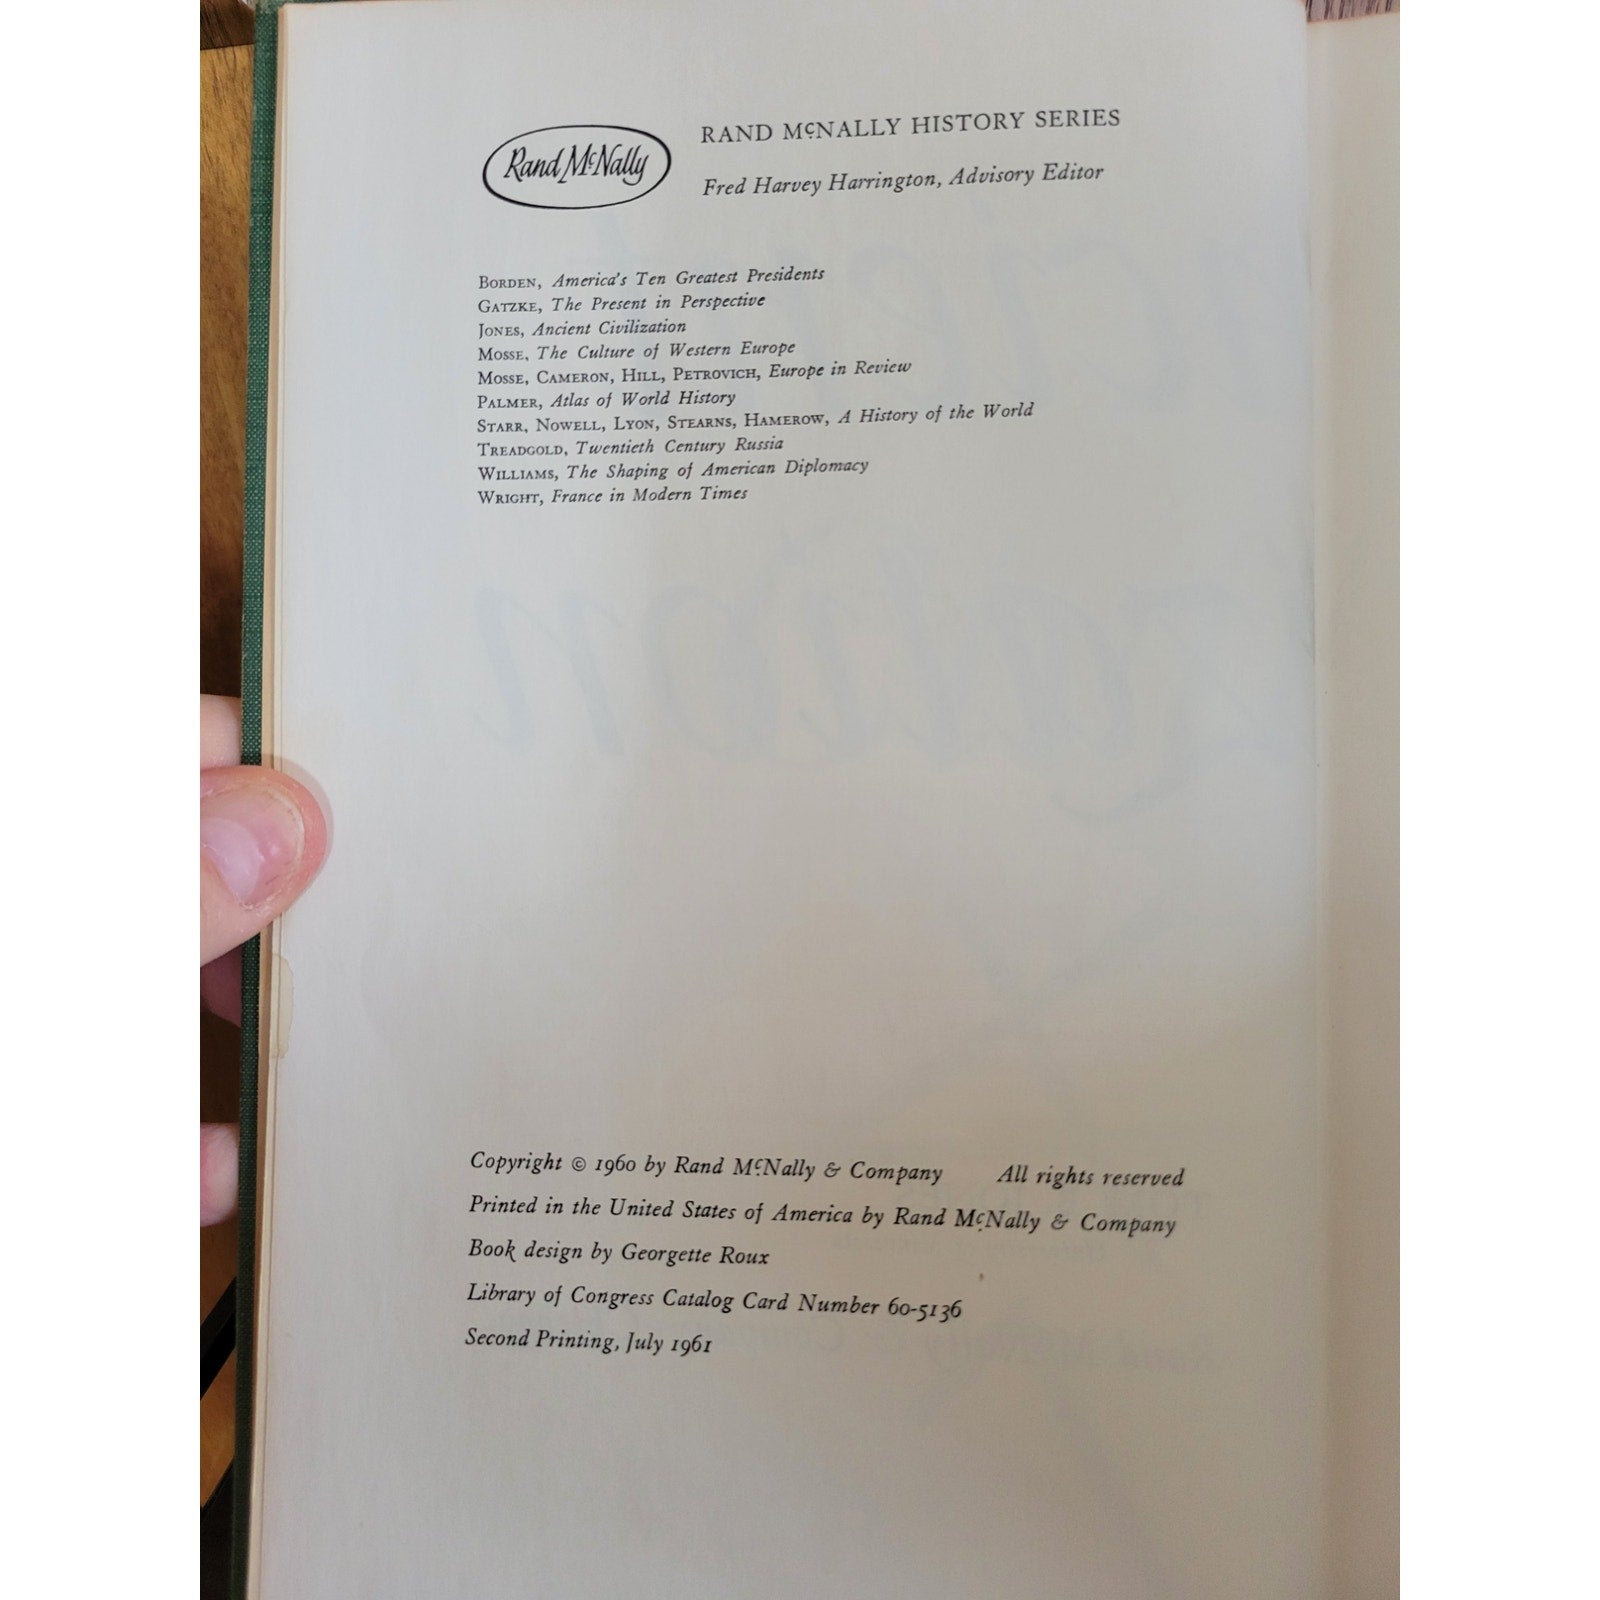 Rand McNally
RAND McNALLY HISTORY SERIES
Fred Harvey Harrington, Advisory Editor
BORDEN, America's Ten Greatest Presidents
GATZKE, The Present in Perspective
JONES, Ancient Civilization
MOSSE, The Culture of Western Europe
MOSSE, CAMERON, HILL, PETROVICH, Europe in Review
PALMER, Atlas of World History
STARR, NOWELL, LYON, STEARNS, HAMEROW, A History of the World
TREADGOLD, Twentieth Century Russia
WILLIAMS, The Shaping of American Diplomacy
WRIGHT, France in Modern Times
Copyright © 1960 by Rand McNally & Company All rights reserved
Printed in the United States of America by Rand McNally & Company
Book design by Georgette Roux
Library of Congress Catalog Card Number 60-5136
Second Printing, July 1961